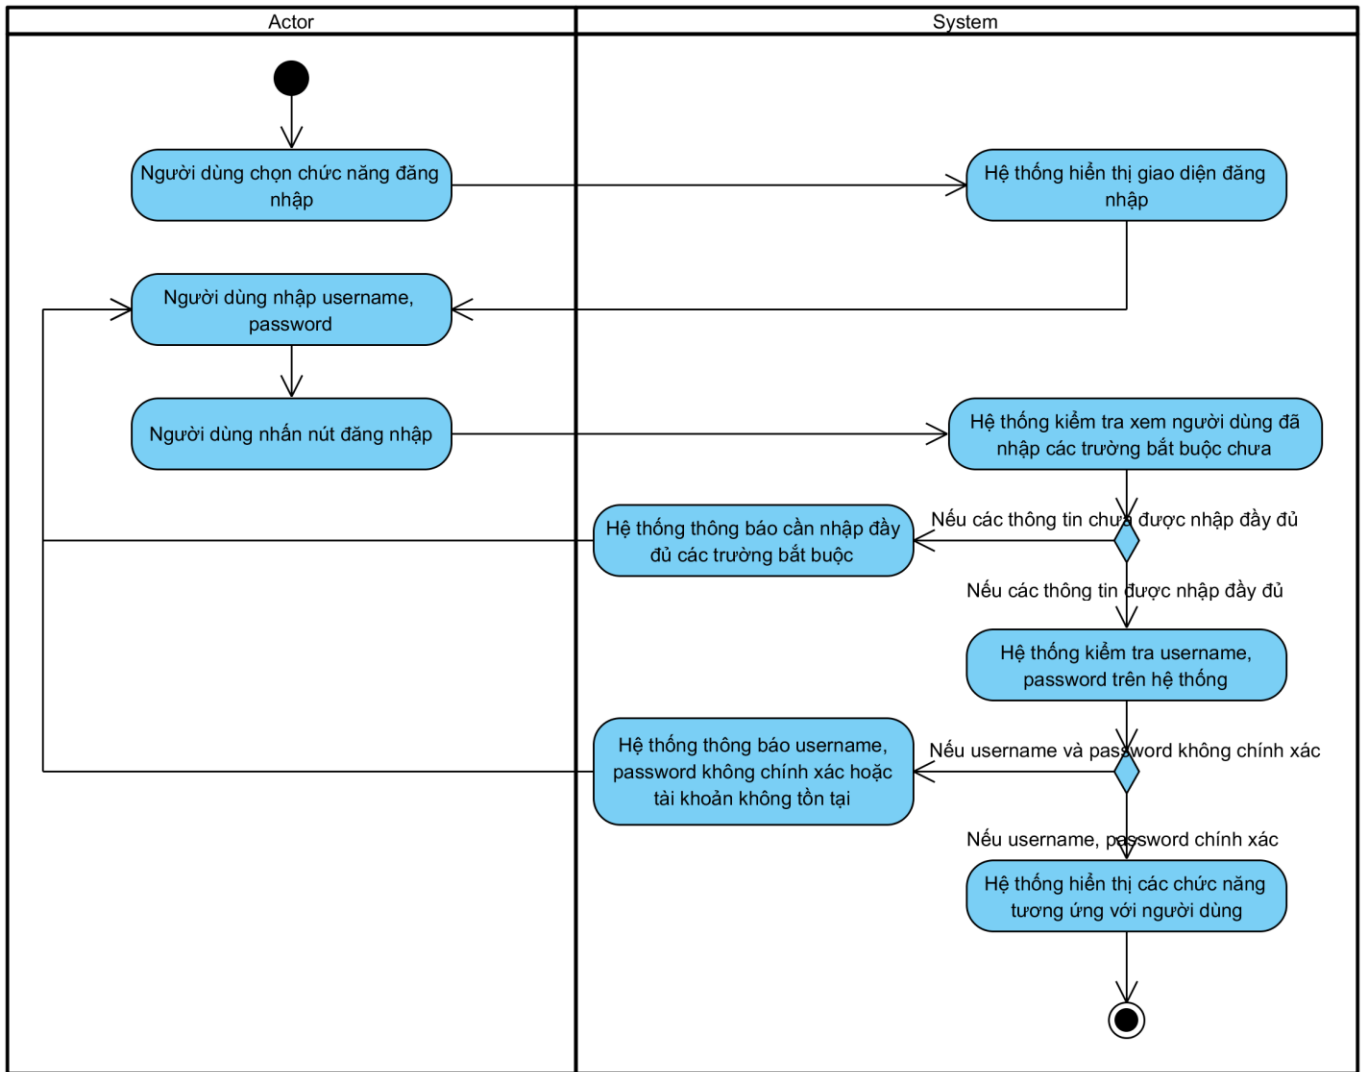 Actor
System
Người dùng chọn chức năng đăng
nhập
Hệ thống hiển thị giao diện đăng
nhập
Người dùng nhập username,
password
Người dùng nhấn nút đăng nhập
Hệ thống kiểm tra xem người dùng đã
nhập các trường bắt buộc chưa
Nếu các thông tin chưa được nhập đầy đủ
Hệ thống thông báo cần nhập đầy
đủ các trường bắt buộc
Nếu các thông tin được nhập đầy đủ
Hệ thống kiểm tra username,
password trên hệ thống
Nếu username và password không chính xác
Hệ thống thông báo username,
password không chính xác hoặc
tài khoản không tồn tại
Nếu username, password chính xác
Hệ thống hiển thị các chức năng
tương ứng với người dùng